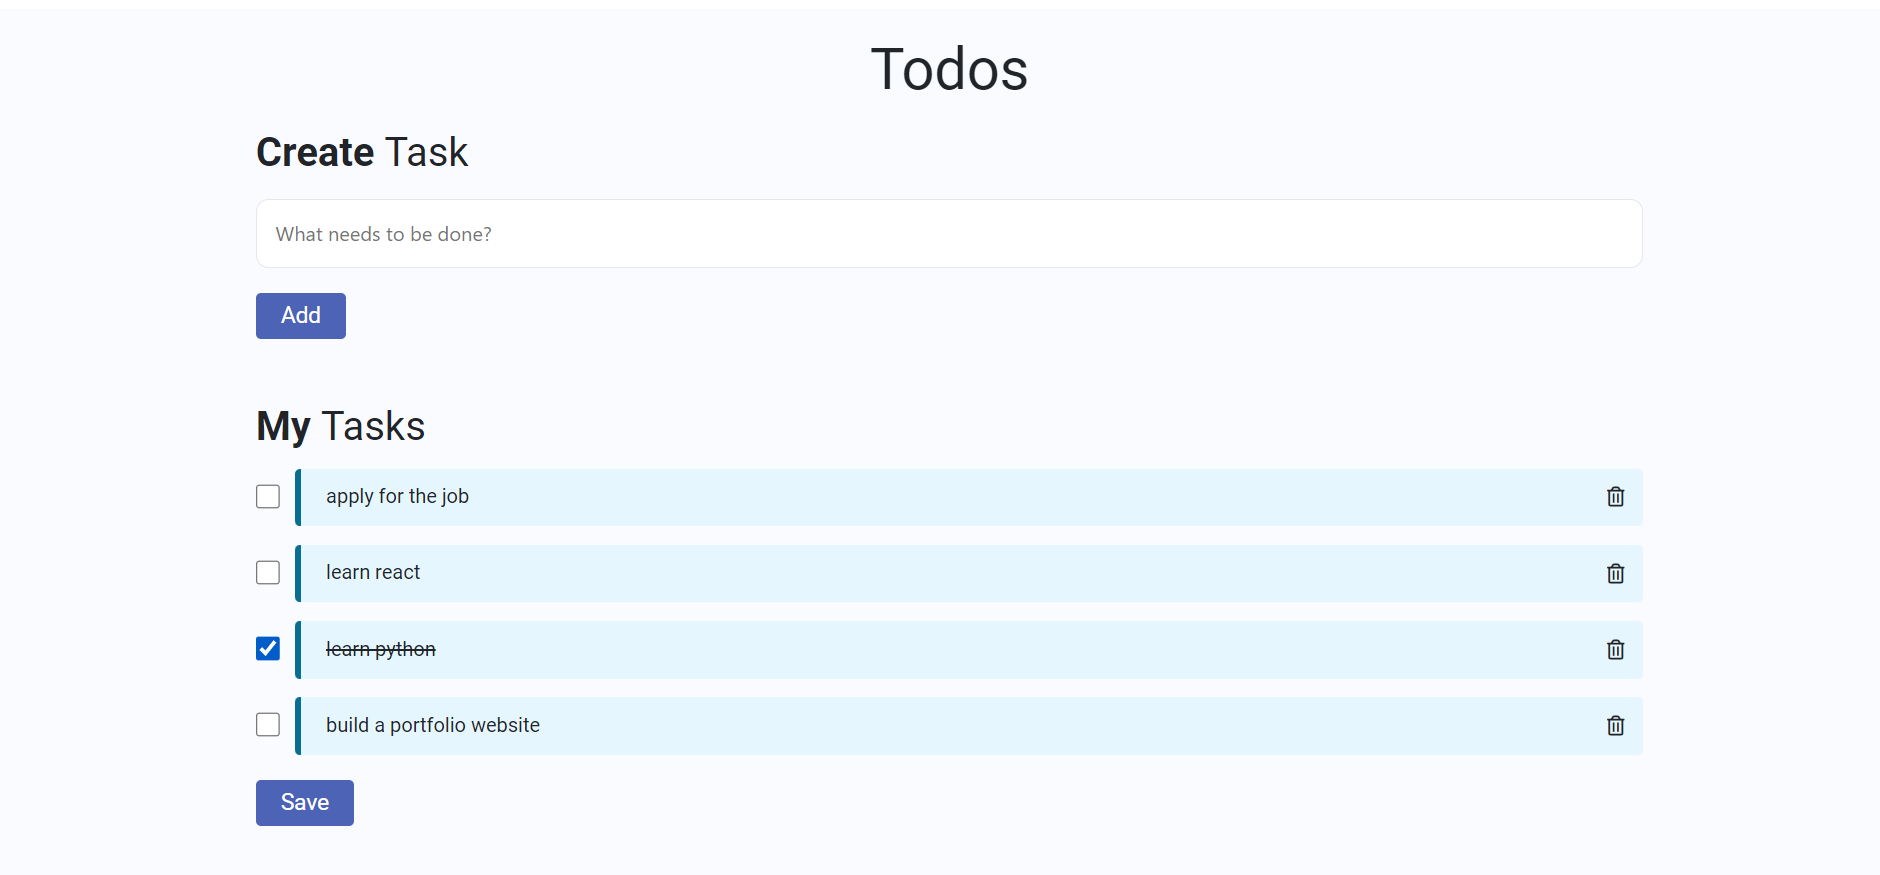 Todos
Create Task
What needs to be done?
Add
My Tasks
apply for the job
learn react
learn python
build a portfolio website
Save